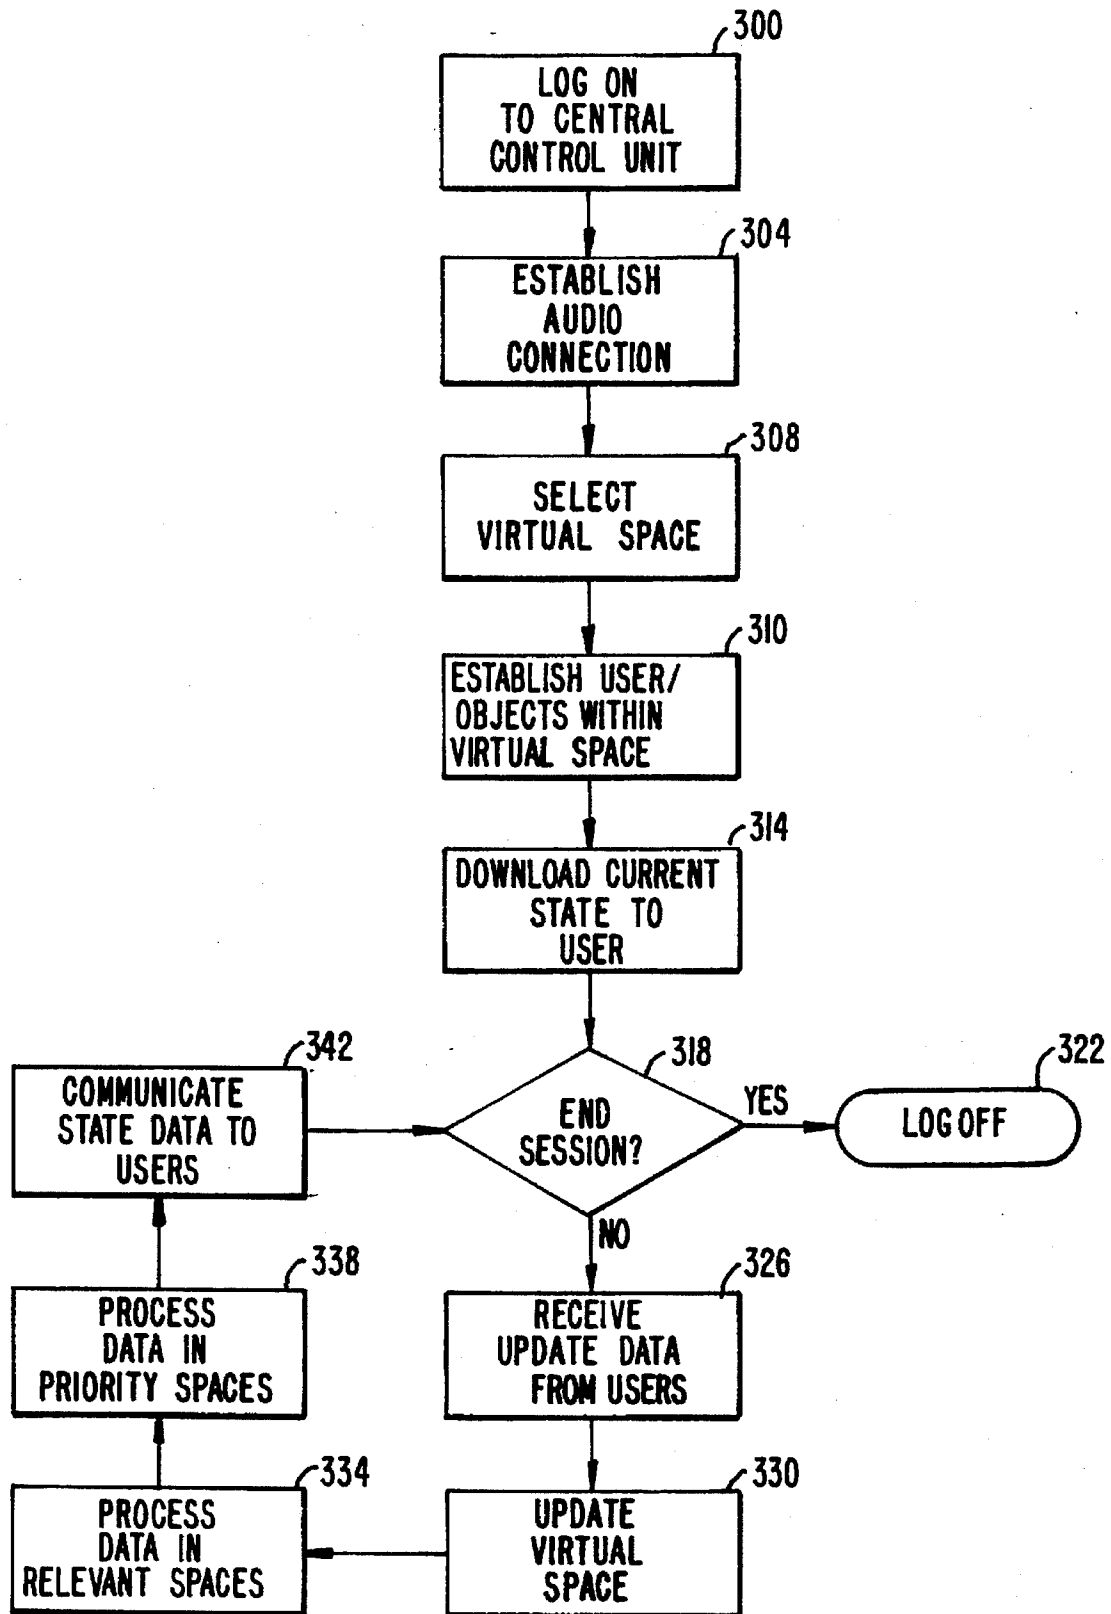 300
LOG ON
TO CENTRAL
CONTROL UNIT
304
ESTABLISH
AUDIO
CONNECTION
308
SELECT
VIRTUAL SPACE
310
ESTABLISH USER/
OBJECTS WITHIN
VIRTUAL SPACE
314
DOWNLOAD CURRENT
STATE TO
USER
318
END
SESSION?
YES
322
LOG OFF
NO
326
RECEIVE
UPDATE DATA
FROM USERS
330
UPDATE
VIRTUAL
SPACE
334
PROCESS
DATA IN
RELEVANT SPACES
338
PROCESS
DATA IN
PRIORITY SPACES
342
COMMUNICATE
STATE DATA TO
USERS